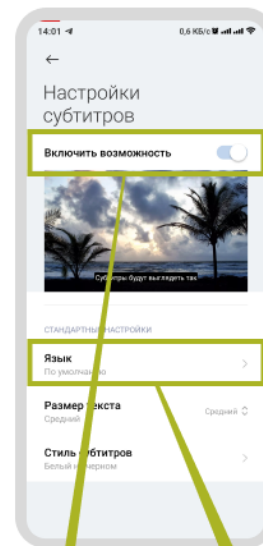 14:01
0,6 КБ/с
Настройки
субтитров
Включить возможность
Субтитры будут выглядеть так
СТАНДАРТНЫЕ НАСТРОЙКИ
Язык
По умолчанию
Размер текста
Средний
Средний
Стиль субтитров
Белый на черном